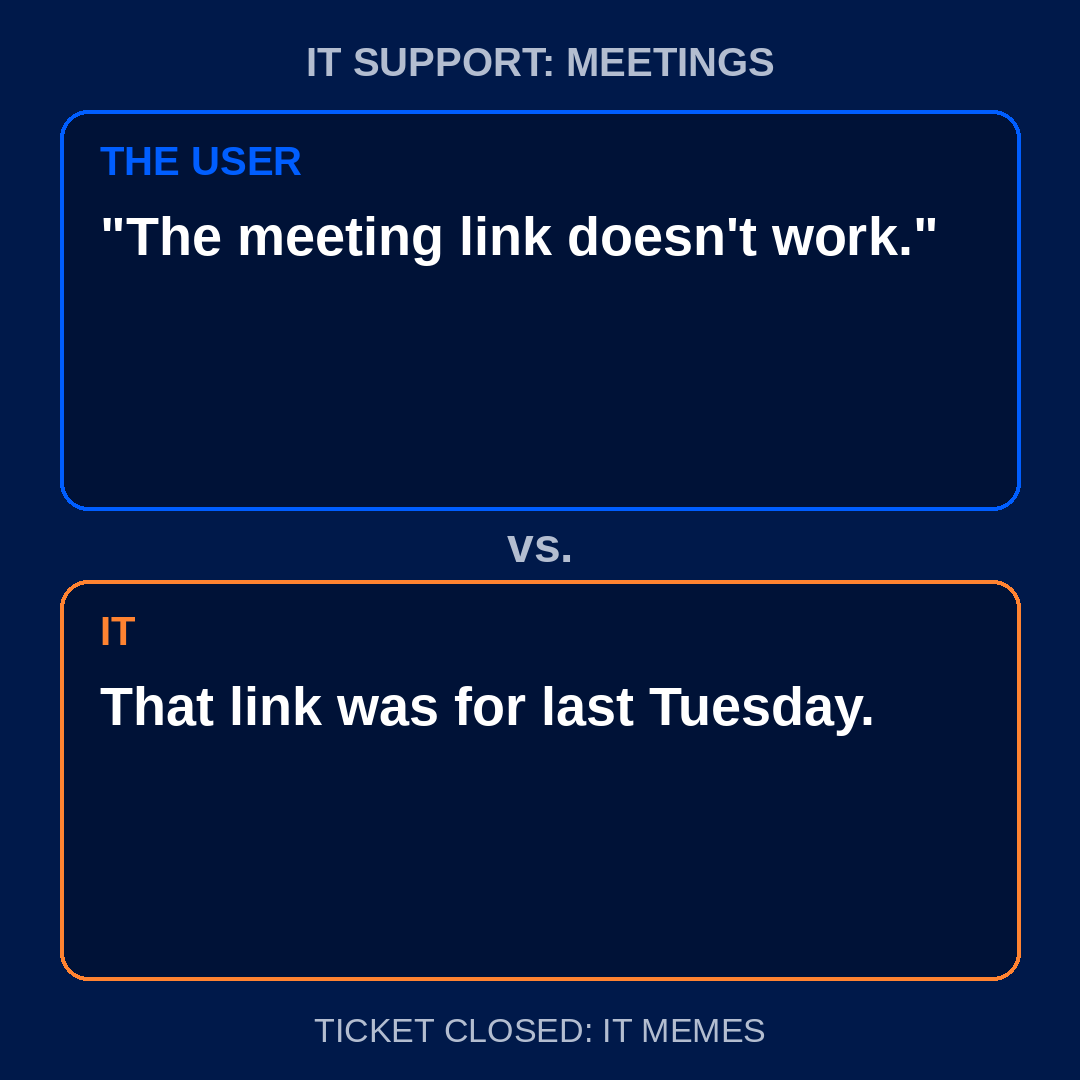 IT SUPPORT: MEETINGS
THE USER
"The meeting link doesn't work."
vs.
IT
That link was for last Tuesday.
TICKET CLOSED: IT MEMES